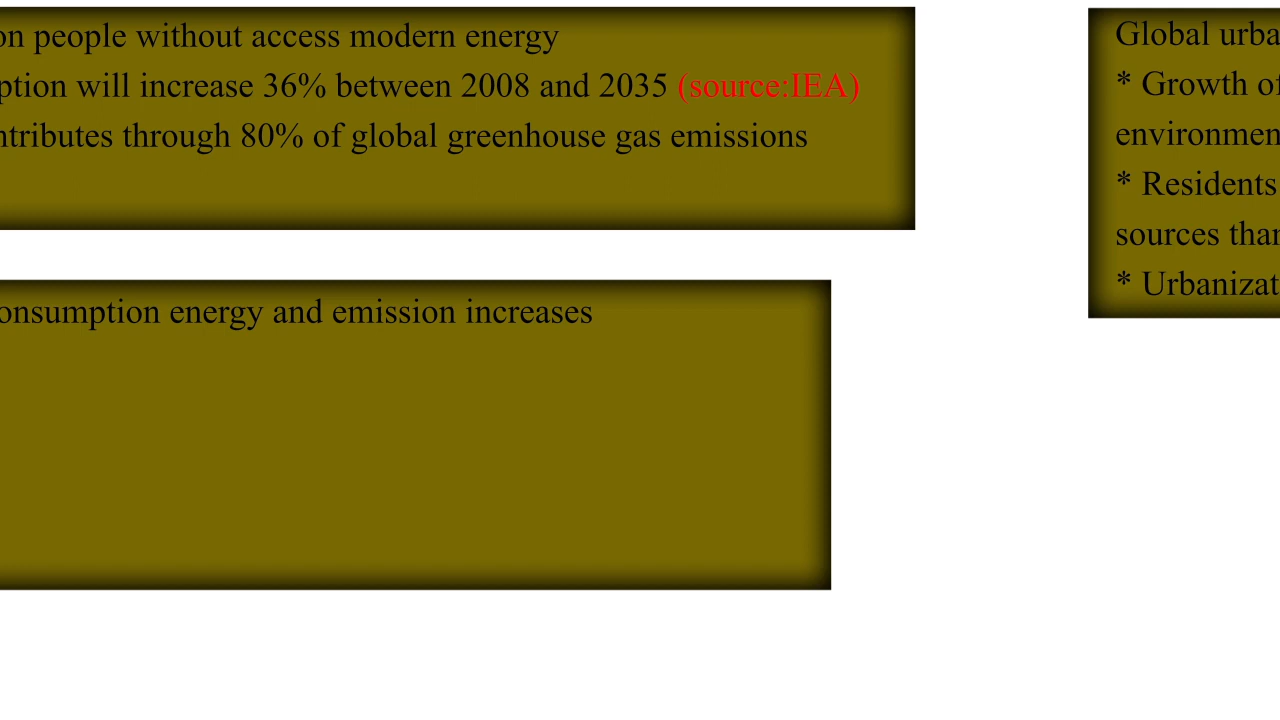 on people without access modern energy
ption will increase 36% between 2008 and 2035 (source:IEA)
ntributes through 80% of global greenhouse gas emissions
onsumption energy and emission increases
Global urba
* Growth of
environmen
* Residents
sources than
* Urbanizat